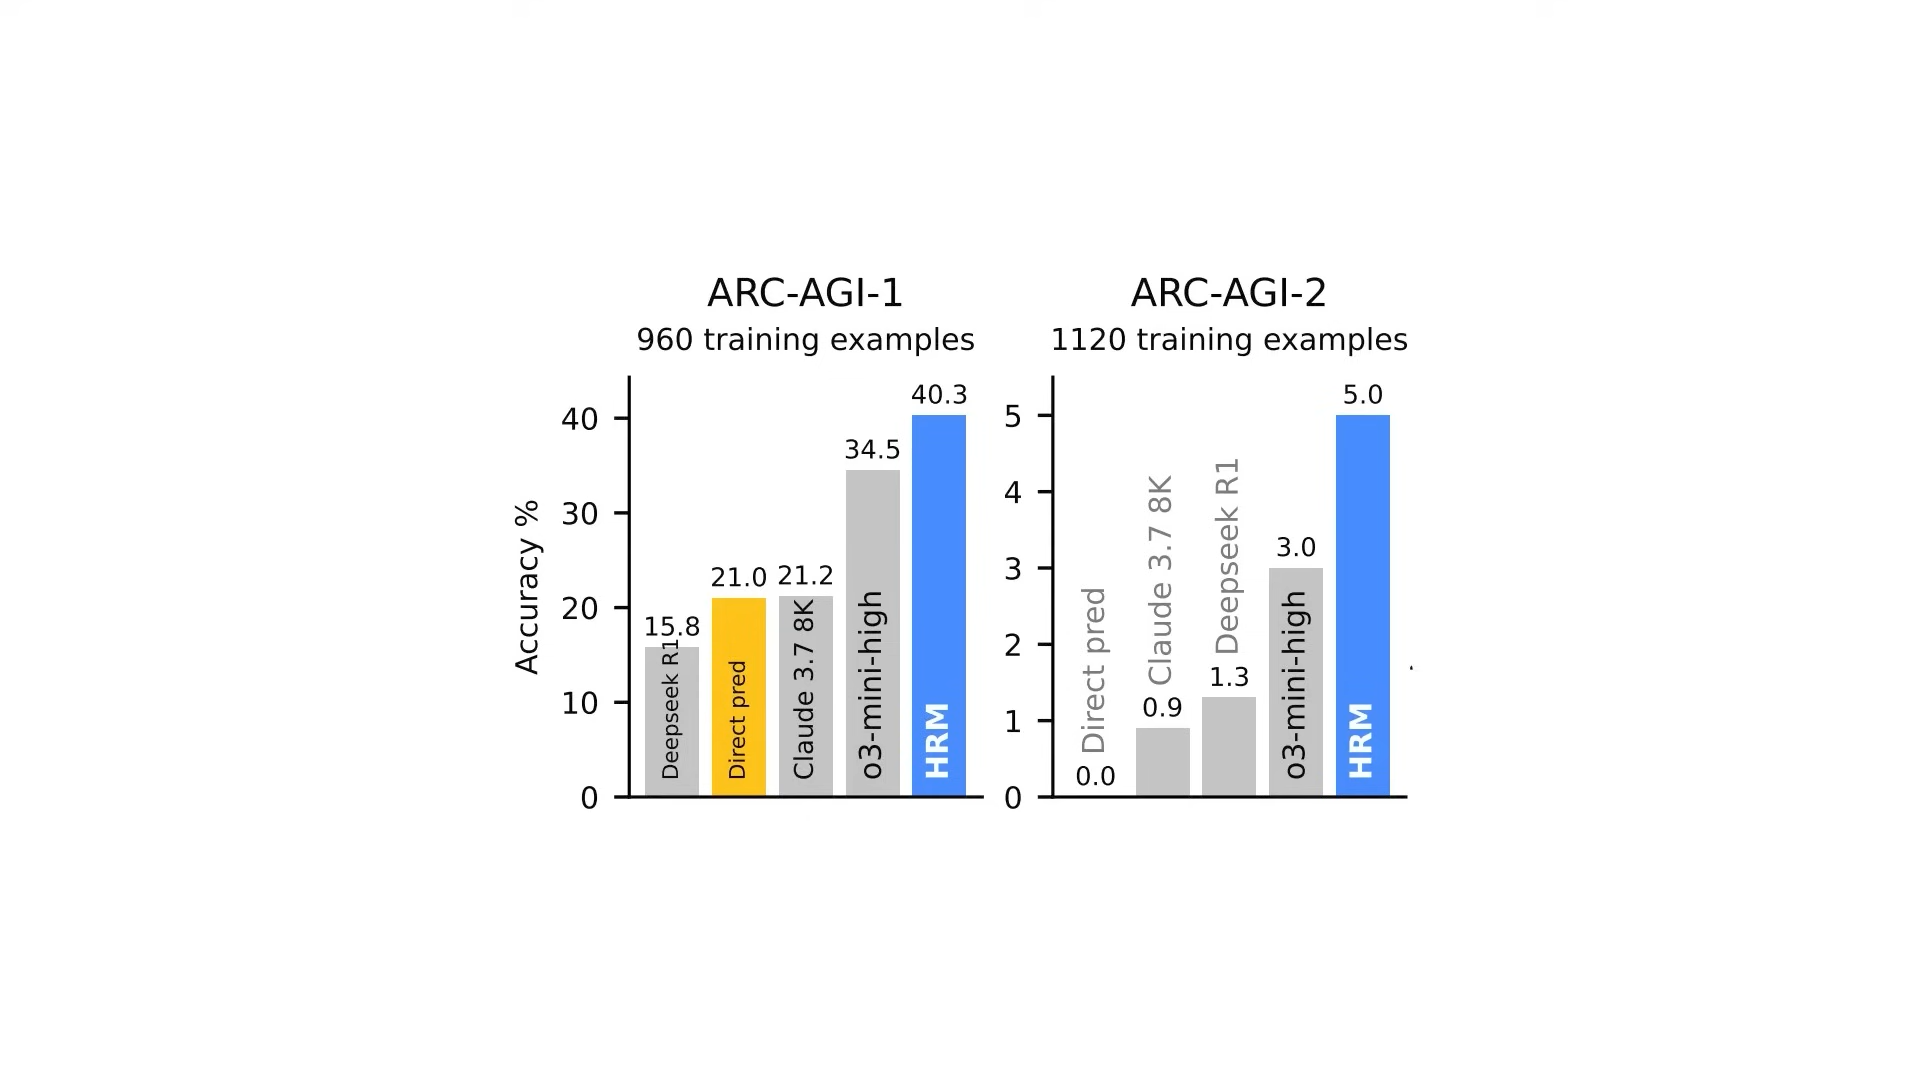 ARC-AGI-1
960 training examples
Accuracy %
40
30
20
10
0
15.8
Deepseek R1
21.0
Direct pred
21.2
Claude 3.7 8K
34.5
o3-mini-high
40.3
HRM
ARC-AGI-2
1120 training examples
5
4
3
2
1
0
Direct pred
0.0
Claude 3.7 8K
0.9
Deepseek R1
1.3
3.0
o3-mini-high
5.0
HRM